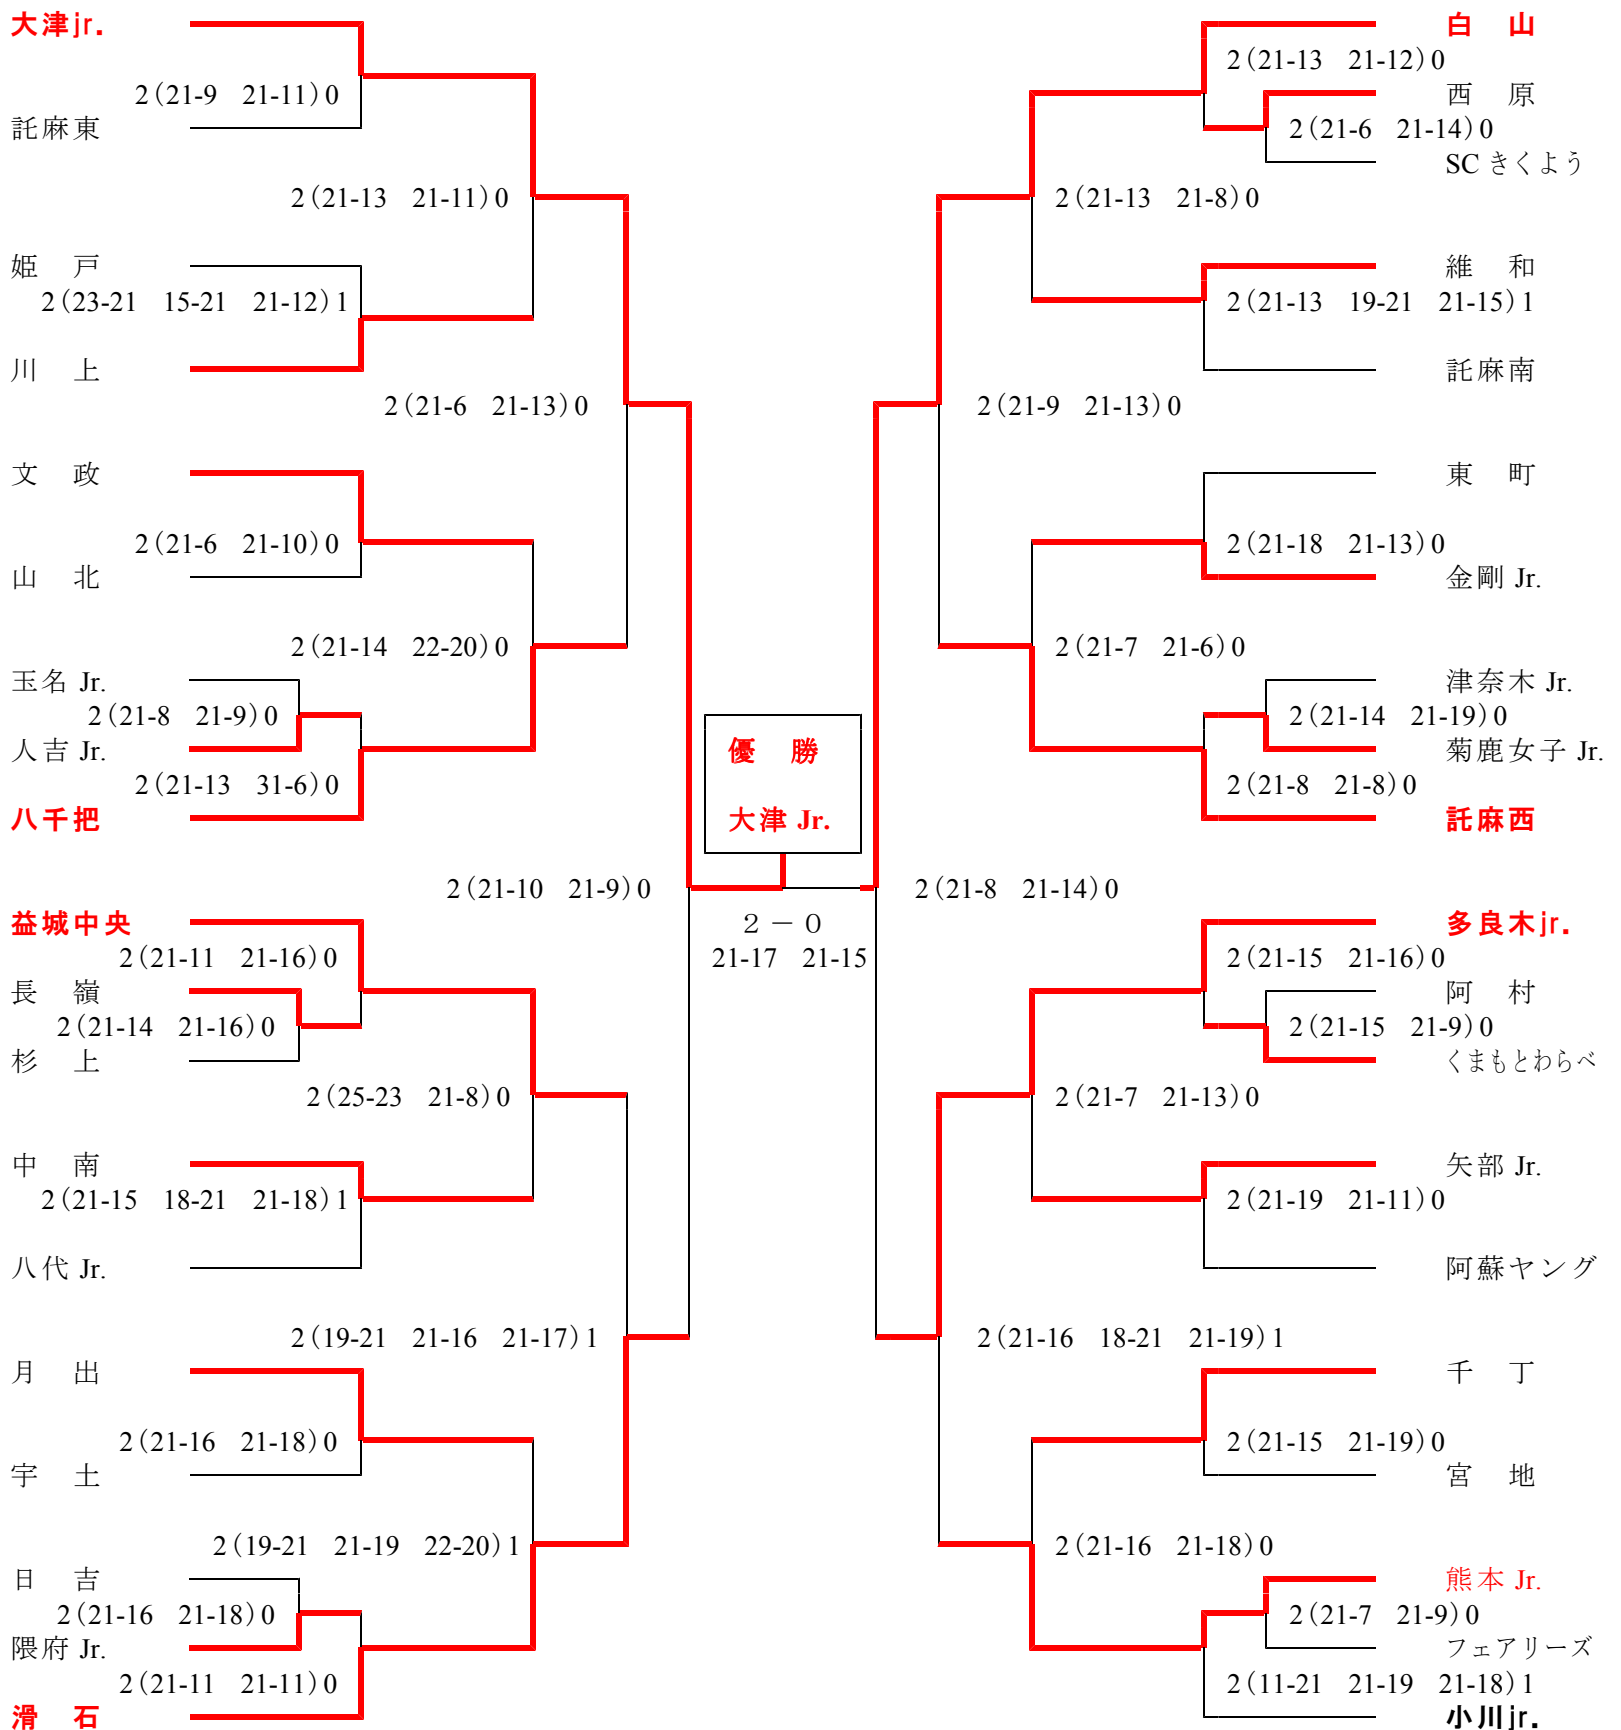 大津jr.
2(21-9 21-11)0
託麻東
2(21-13 21-11)0
姫 戸
2(23-21 15-21 21-12)1
川 上
2(21-6 21-13)0
文 政
2(21-6 21-10)0
山 北
2(21-14 22-20)0
玉名 Jr.
2(21-8 21-9)0
人吉 Jr.
2(21-13 31-6)0
八千把
2(21-10 21-9)0
益城中央
2(21-11 21-16)0
長 嶺
2(21-14 21-16)0
杉 上
2(25-23 21-8)0
中 南
2(21-15 18-21 21-18)1
八代 Jr.
2(19-21 21-16 21-17)1
月 出
2(21-16 21-18)0
宇 土
2(19-21 21-19 22-20)1
日 吉
2(21-16 21-18)0
隈府 Jr.
2(21-11 21-11)0
滑 石
優 勝
大津 Jr.
2－0
21-17 21-15
白 山
2(21-13 21-12)0
西 原
2(21-6 21-14)0
SC きくよう
2(21-13 21-8)0
維 和
2(21-13 19-21 21-15)1
託麻南
2(21-9 21-13)0
東 町
2(21-18 21-13)0
金剛 Jr.
2(21-7 21-6)0
津奈木 Jr.
2(21-14 21-19)0
菊鹿女子 Jr.
2(21-8 21-8)0
託麻西
2(21-8 21-14)0
多良木jr.
2(21-15 21-16)0
阿 村
2(21-15 21-9)0
くまもとわらべ
2(21-7 21-13)0
矢部 Jr.
2(21-19 21-11)0
阿蘇ヤング
2(21-16 18-21 21-19)1
千 丁
2(21-15 21-19)0
宮 地
2(21-16 21-18)0
熊本 Jr.
2(21-7 21-9)0
フェアリーズ
2(11-21 21-19 21-18)1
小川jr.